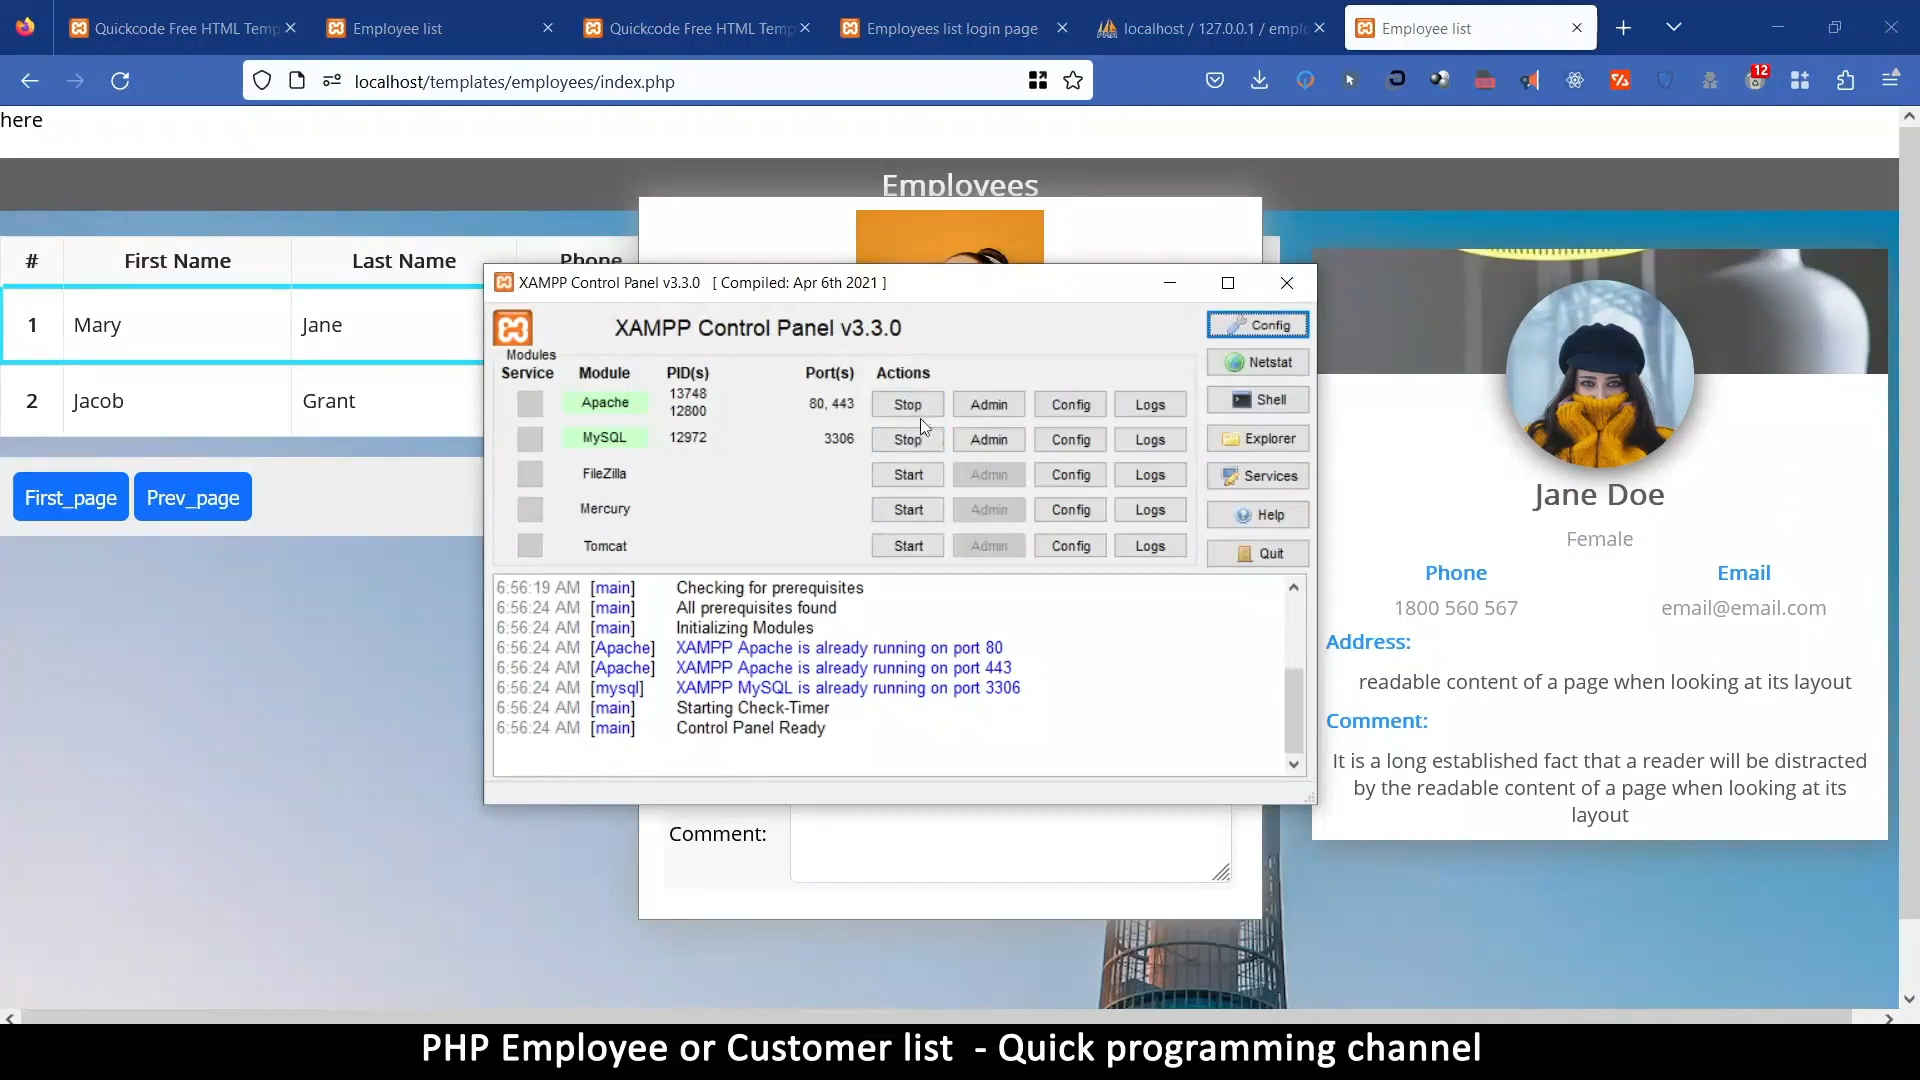 Quickcode Free HTML Temp
Employee list
Quickcode Free HTML Temp
Employees list login page
localhost / 127.0.0.1 / emplo
Employee list
localhost/templates/employees/index.php
12
here
Employees
# First Name Last Name Phone
1 Mary Jane
2 Jacob Grant
First_page Prev_page
XAMPP Control Panel v3.3.0 [ Compiled: Apr 6th 2021 ]
XAMPP Control Panel v3.3.0
Config
Modules
Service Module PID(s) Port(s) Actions
Netstat
Apache 13748 12800 80, 443 Stop Admin Config Logs
Shell
MySQL 12972 3306 Stop Admin Config Logs
Explorer
FileZilla Start Admin Config Logs
Services
Mercury Start Admin Config Logs
Help
Tomcat Start Admin Config Logs
Quit
6:56:19 AM [main] Checking for prerequisites
6:56:24 AM [main] All prerequisites found
6:56:24 AM [main] Initializing Modules
6:56:24 AM [Apache] XAMPP Apache is already running on port 80
6:56:24 AM [Apache] XAMPP Apache is already running on port 443
6:56:24 AM [mysql] XAMPP MySQL is already running on port 3306
6:56:24 AM [main] Starting Check-Timer
6:56:24 AM [main] Control Panel Ready
Comment:
Jane Doe
Female
Phone Email
1800 560 567 email@email.com
Address:
readable content of a page when looking at its layout
Comment:
It is a long established fact that a reader will be distracted
by the readable content of a page when looking at its
layout
PHP Employee or Customer list - Quick programming channel